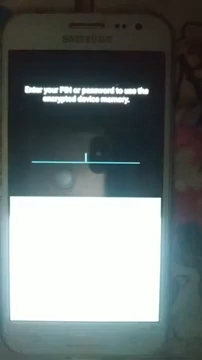 SAMSUNG
Enter your PIN or password to use the
encrypted device memory.